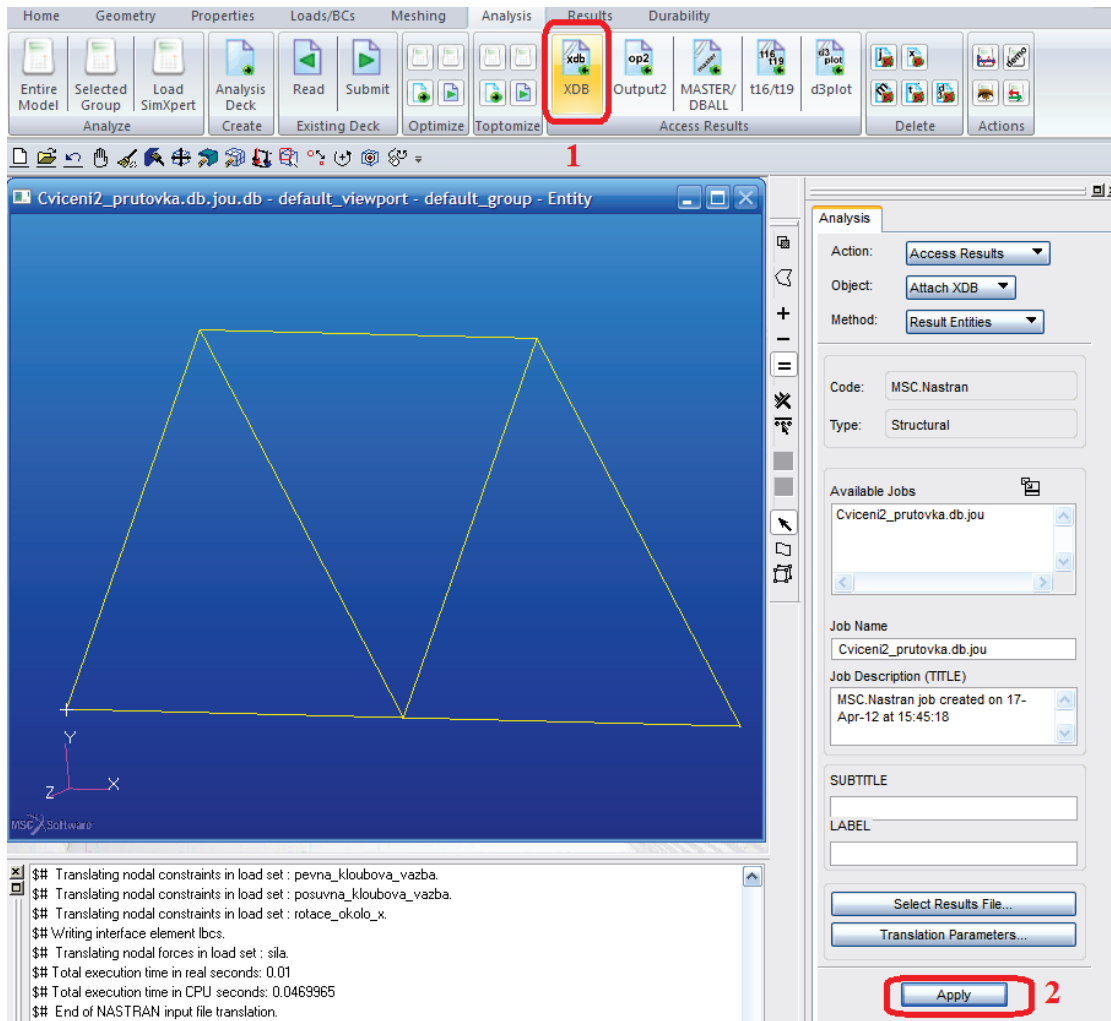 Home Geometry Properties Loads/BCs Meshing Analysis Results Durability
Entire Model
Selected Group
Load SimXpert
Analysis Deck
Read
Submit
xdb
XDB
op2
Output2
master
MASTER/ DBALL
t16 t19
t16/t19
d3 plot
d3plot
demo
Analyze Create Existing Deck Optimize Toptomize Access Results Delete Actions
1
Cviceni2_prutovka.db.jou.db - default_viewport - default_group - Entity
Y
X
Z
MSC Software
Analysis
Action: Access Results
Object: Attach XDB
Method: Result Entities
Code: MSC.Nastran
Type: Structural
Available Jobs
Cviceni2_prutovka.db.jou
Job Name
Cviceni2_prutovka.db.jou
Job Description (TITLE)
MSC.Nastran job created on 17-
Apr-12 at 15:45:18
SUBTITLE
LABEL
Select Results File...
Translation Parameters...
Apply
2
$# Translating nodal constraints in load set : pevna_kloubova_vazba.
$# Translating nodal constraints in load set : posuvna_kloubova_vazba.
$# Translating nodal constraints in load set : rotace_okolo_x.
$# Writing interface element lbcs.
$# Translating nodal forces in load set : sila.
$# Total execution time in real seconds: 0.01
$# Total execution time in CPU seconds: 0.0469965
$# End of NASTRAN input file translation.